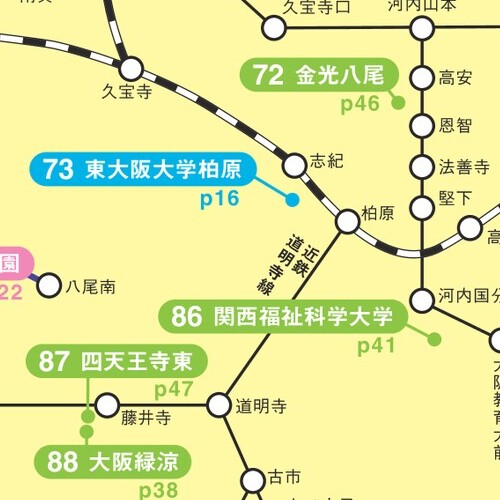 久宝寺口
河内山本
72 金光八尾
p46
高安
久宝寺
恩智
志紀
法善寺
73 東大阪大学柏原
p16
堅下
柏原
近鉄
道明寺線
園
22
八尾南
河内国分
86 関西福祉科学大学
p41
87 四天王寺東
p47
藤井寺
道明寺
88 大阪緑涼
p38
古市